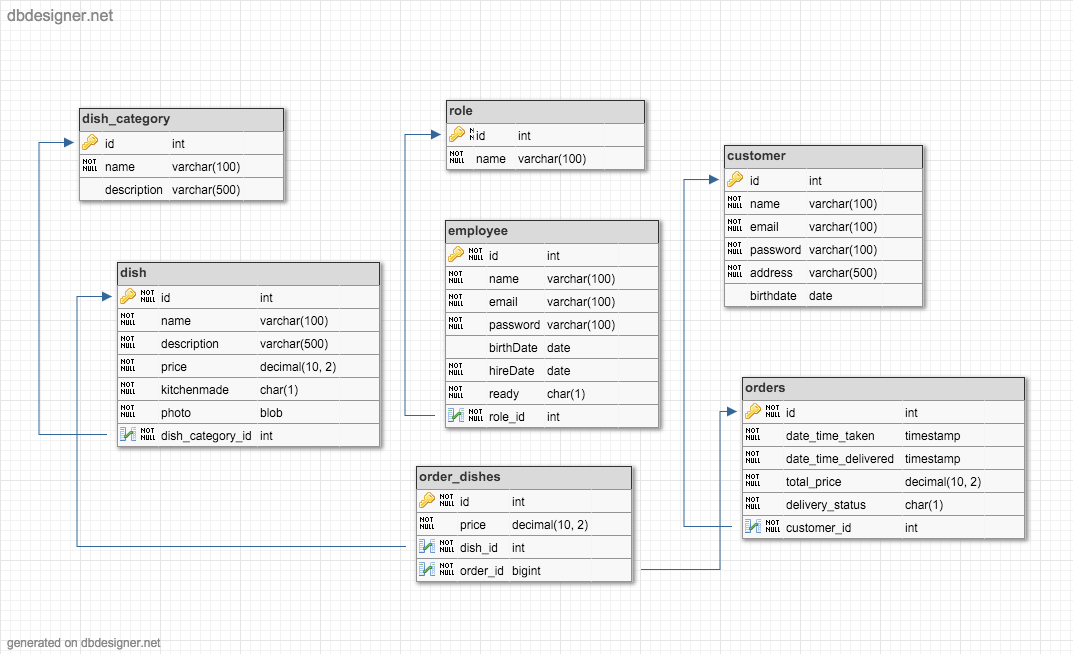 dbdesigner.net
dish_category
id int
NOT NULL name varchar(100)
description varchar(500)
role
N N id int
NOT NULL name varchar(100)
customer
id int
NOT NULL name varchar(100)
NOT NULL email varchar(100)
NOT NULL password varchar(100)
NOT NULL address varchar(500)
birthdate date
employee
NOT NULL id int
NOT NULL name varchar(100)
NOT NULL email varchar(100)
NOT NULL password varchar(100)
birthDate date
NOT NULL hireDate date
NOT NULL ready char(1)
NOT NULL role_id int
dish
NOT NULL id int
NOT NULL name varchar(100)
NOT NULL description varchar(500)
NOT NULL price decimal(10, 2)
NOT NULL kitchenmade char(1)
NOT NULL photo blob
NOT NULL dish_category_id int
orders
NOT NULL id int
NOT NULL date_time_taken timestamp
NOT NULL date_time_delivered timestamp
NOT NULL total_price decimal(10, 2)
NOT NULL delivery_status char(1)
NOT NULL customer_id int
order_dishes
NOT NULL id int
NOT NULL price decimal(10, 2)
NOT NULL dish_id int
NOT NULL order_id bigint
generated on dbdesigner.net